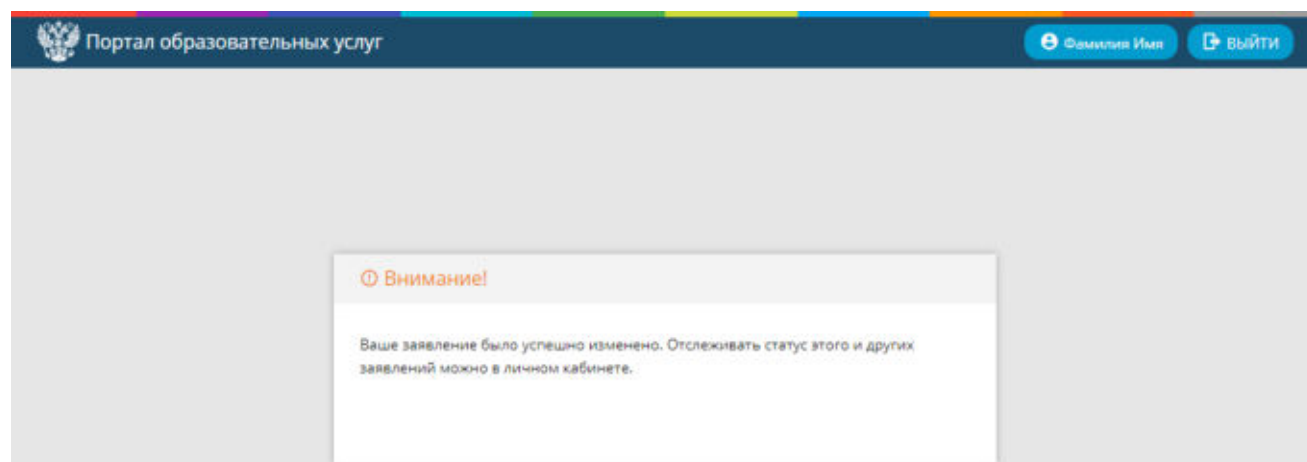 Портал образовательных услуг
Фамилия Имя
ВЫЙТИ
Внимание!
Ваше заявление было успешно изменено. Отслеживать статус этого и других
заявлений можно в личном кабинете.